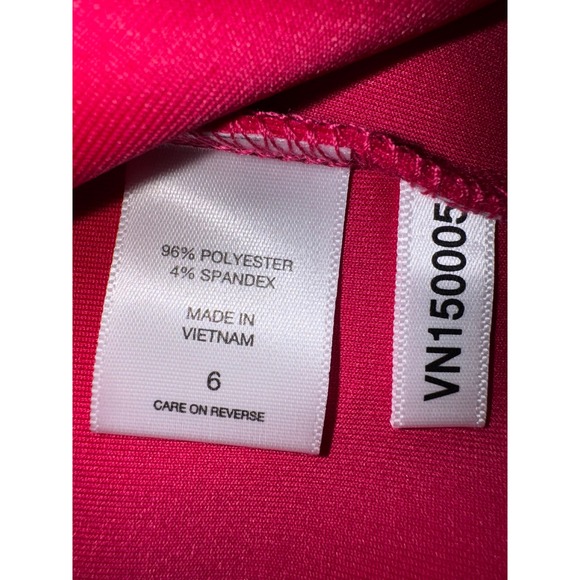 96% POLYESTER
4% SPANDEX
MADE IN
VIETNAM
6
CARE ON REVERSE
VN150005